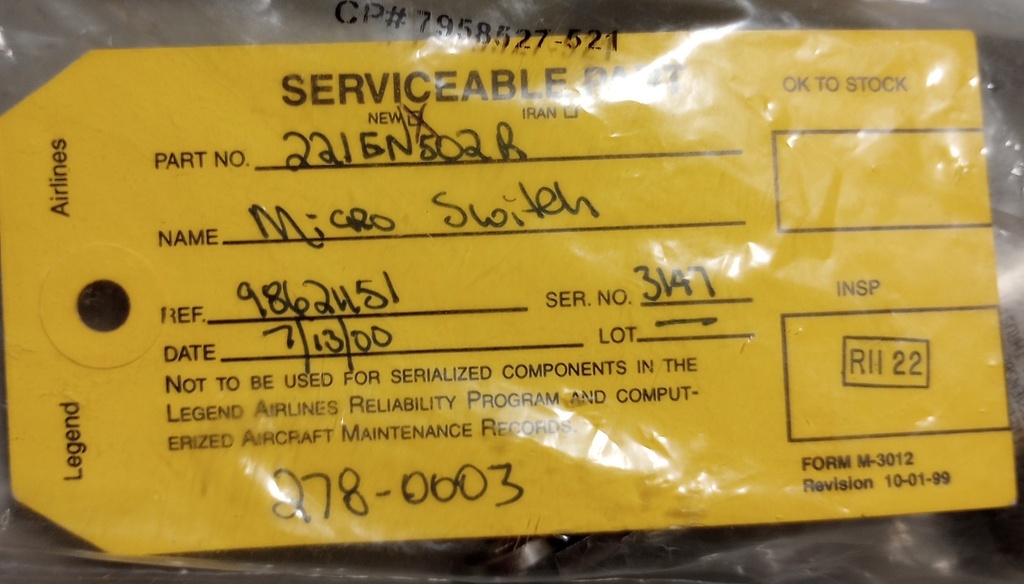 CP# 7958527-521
SERVICEABLE PART
OK TO STOCK
NEW IRAN
PART NO. 221EN502R
NAME Micro Switch
REF. SER. NO. 3147
INSP
DATE 7/13/00 LOT —
RII 22
NOT TO BE USED FOR SERIALIZED COMPONENTS IN THE
LEGEND AIRLINES RELIABILITY PROGRAM AND COMPUT-
ERIZED AIRCRAFT MAINTENANCE RECORDS.
278-0003
FORM M-3012
Revision 10-01-99
Legend Airlines